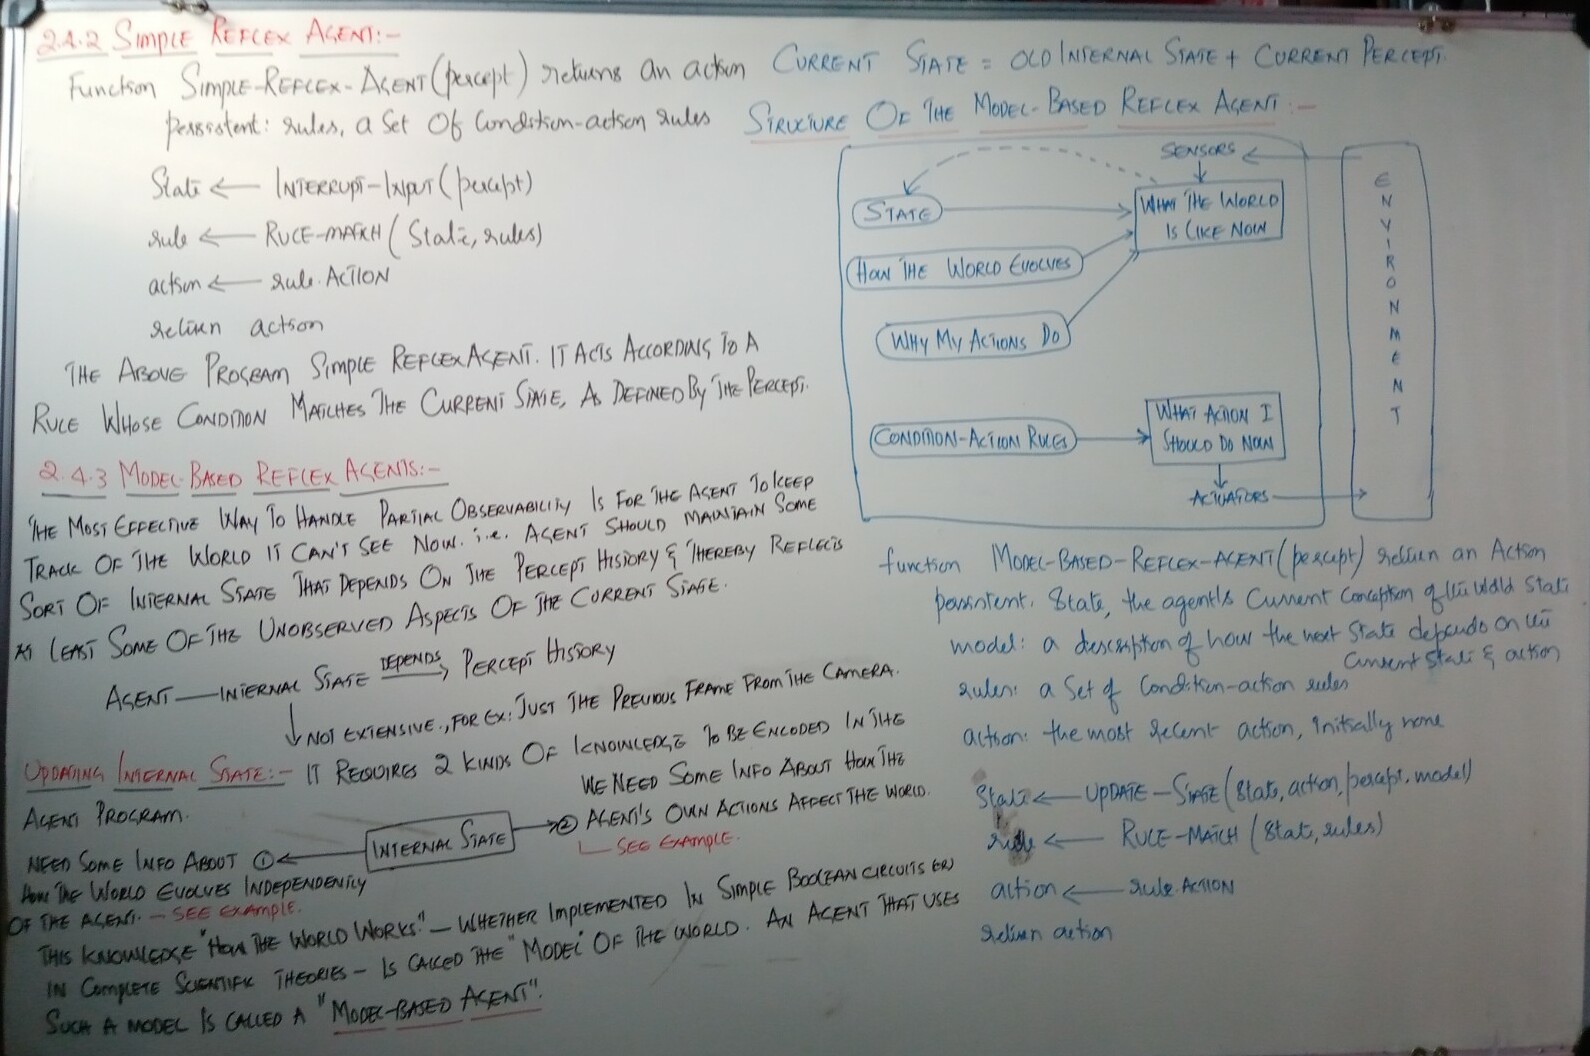 2.4.2 SIMPLE REFLEX AGENT:-
Function SIMPLE-REFLEX-AGENT(percept) returns an action
persistent: rules, a Set Of Condition-action rules
State ← INTERRUPT-INPUT(percept)
rule ← RULE-MATCH(State, rules)
action ← rule.ACTION
return action
THE ABOVE PROGRAM SIMPLE REFLEX AGENT. IT ACTS ACCORDING TO A
RULE WHOSE CONDITION MATCHES THE CURRENT STATE, AS DEFINED BY THE PERCEPT.
2.4.3 MODEL-BASED REFLEX AGENTS:-
THE MOST EFFECTIVE WAY TO HANDLE PARTIAL OBSERVABILITY IS FOR THE AGENT TO KEEP
TRACK OF THE WORLD IT CAN'T SEE NOW. i.e. AGENT SHOULD MAINTAIN SOME
SORT OF INTERNAL STATE THAT DEPENDS ON THE PERCEPT HISTORY & THEREBY REFLECTS
AT LEAST SOME OF THE UNOBSERVED ASPECTS OF THE CURRENT STATE.
AGENT — INTERNAL STATE DEPENDS → PERCEPT HISTORY
↓ NOT EXTENSIVE., FOR EX: JUST THE PREVIOUS FRAME FROM THE CAMERA.
UPDATING INTERNAL STATE:- IT REQUIRES 2 KINDS OF KNOWLEDGE TO BE ENCODED IN THE
AGENT PROGRAM.
WE NEED SOME INFO ABOUT HOW THE
INTERNAL STATE → ② AGENT'S OWN ACTIONS AFFECT THE WORLD.
— SEE EXAMPLE.
NEED SOME INFO ABOUT ① ←
HOW THE WORLD EVOLVES INDEPENDENTLY
OF THE AGENT. — SEE EXAMPLE.
THIS KNOWLEDGE "HOW THE WORLD WORKS" — WHETHER IMPLEMENTED IN SIMPLE BOOLEAN CIRCUITS (OR)
IN COMPLETE SCIENTIFIC THEORIES — IS CALLED THE "MODEL" OF THE WORLD. AN AGENT THAT USES
SUCH A MODEL IS CALLED A "MODEL-BASED AGENT".
CURRENT STATE = OLD INTERNAL STATE + CURRENT PERCEPT.
STRUCTURE OF THE MODEL-BASED REFLEX AGENT:-
SENSORS
STATE
WHAT THE WORLD
IS LIKE NOW
HOW THE WORLD EVOLVES
WHY MY ACTIONS DO
CONDITION-ACTION RULES
WHAT ACTION I
SHOULD DO NOW
ACTUATORS
ENVIRONMENT
function MODEL-BASED-REFLEX-AGENT(percept) return an Action
persistent. State, the agent's Current Conception of the World State
model: a description of how the next State depends on the
Current State & action
rules: a Set of Condition-action rules
action: the most recent action, initially none
State ← UPDATE-STATE(State, action, percept, model)
rule ← RULE-MATCH (State, rules)
action ← rule.ACTION
return action